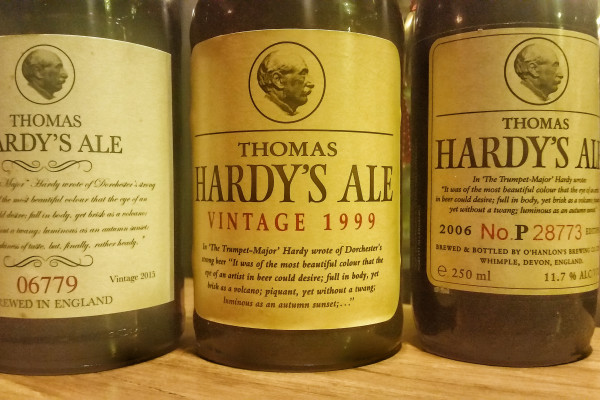 THOMAS
ARDY'S ALE
Major" Hardy wrote of Dorchester's strong
the most beautiful colour that the eye of an
ld desire; full in body, yet brisk as a volcano;
out a twang; luminous as an autumn sunset;
of taste, but, finally, rather heady."
06779
Vintage 2015
REWED IN ENGLAND
THOMAS
HARDY'S ALE
VINTAGE 1999
In 'The Trumpet-Major' Hardy wrote of Dorchester's
strong beer "It was of the most beautiful colour that the
eye of an artist in beer could desire; full in body, yet
brisk as a volcano; piquant, yet without a twang;
luminous as an autumn sunset;..."
THOMAS
HARDY'S AL
In 'The Trumpet-Major' Hardy wrote
"It was of the most beautiful colour that the eye of
in beer could desire; full in body, yet brisk as a volcano
yet without a twang; luminous as an autumn sunset
2006 No.P 28773 EDITION
BREWED & BOTTLED BY O'HANLON'S BREWING CO
WHIMPLE, DEVON, ENGLAND.
e 250 ml
11.7 % ALC